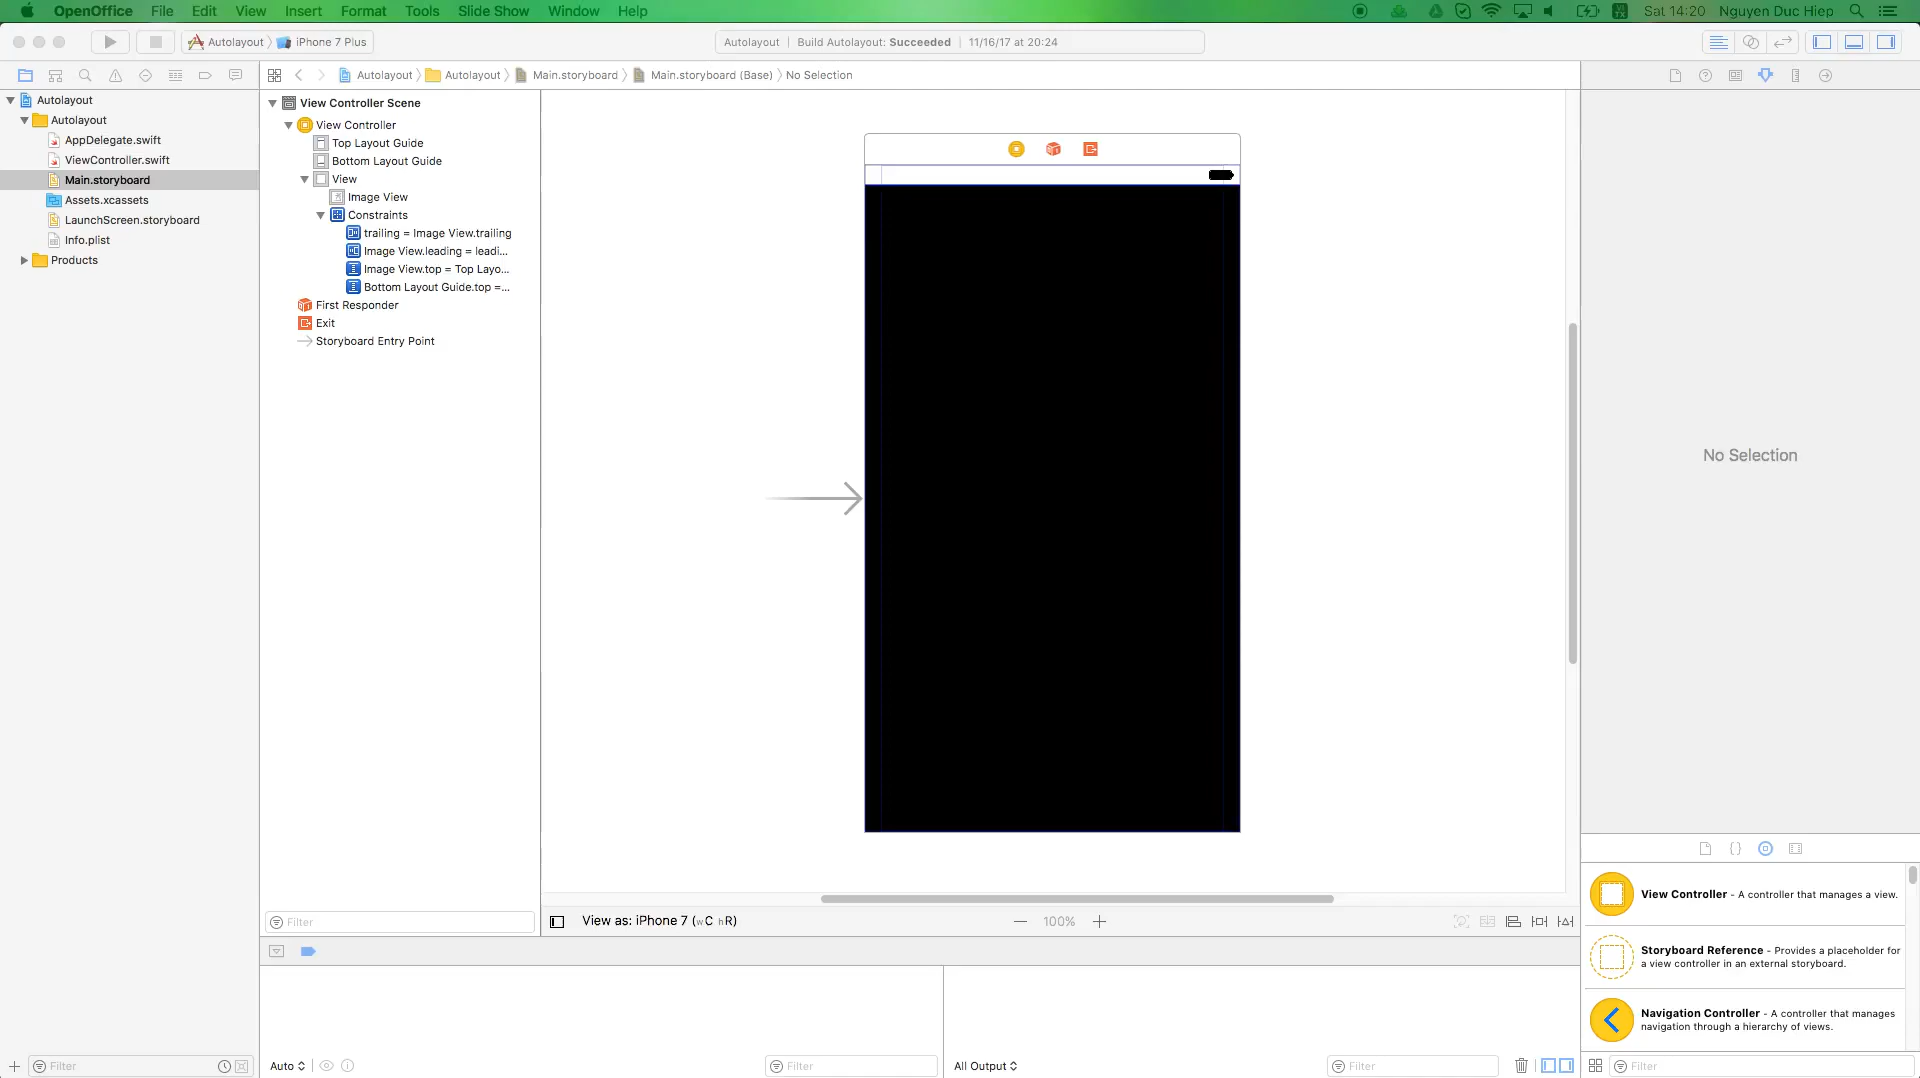 OpenOffice File Edit View Insert Format Tools Slide Show Window Help Sat 14:20 Nguyen Duc Hiep
Autolayout iPhone 7 Plus
Autolayout | Build Autolayout: Succeeded | 11/16/17 at 20:24
Autolayout Autolayout Main.storyboard Main.storyboard (Base) No Selection
Autolayout
Autolayout
AppDelegate.swift
ViewController.swift
Main.storyboard
Assets.xcassets
LaunchScreen.storyboard
Info.plist
Products
View Controller Scene
View Controller
Top Layout Guide
Bottom Layout Guide
View
Image View
Constraints
trailing = Image View.trailing
Image View.leading = leadi...
Image View.top = Top Layo...
Bottom Layout Guide.top =...
First Responder
Exit
Storyboard Entry Point
No Selection
Filter
View as: iPhone 7 (wC hR)
100%
View Controller - A controller that manages a view.
Storyboard Reference - Provides a placeholder for
a view controller in an external storyboard.
Navigation Controller - A controller that manages
navigation through a hierarchy of views.
Filter
Auto
Filter
All Output
Filter
Filter